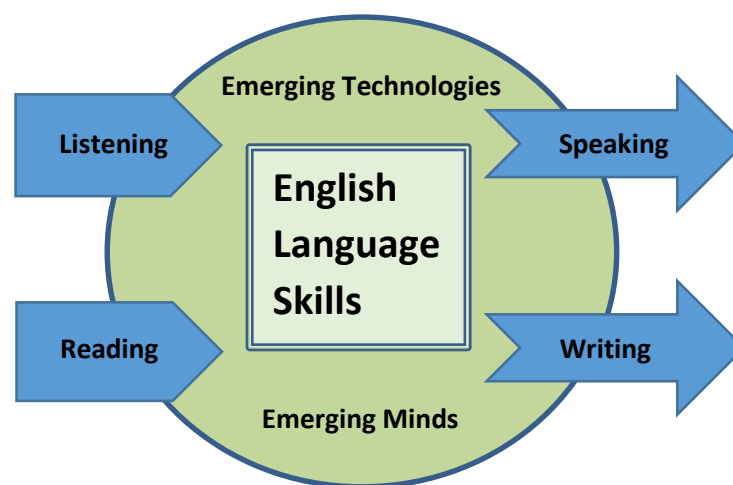 Emerging Technologies
Listening
Speaking
English
Language
Skills
Reading
Writing
Emerging Minds